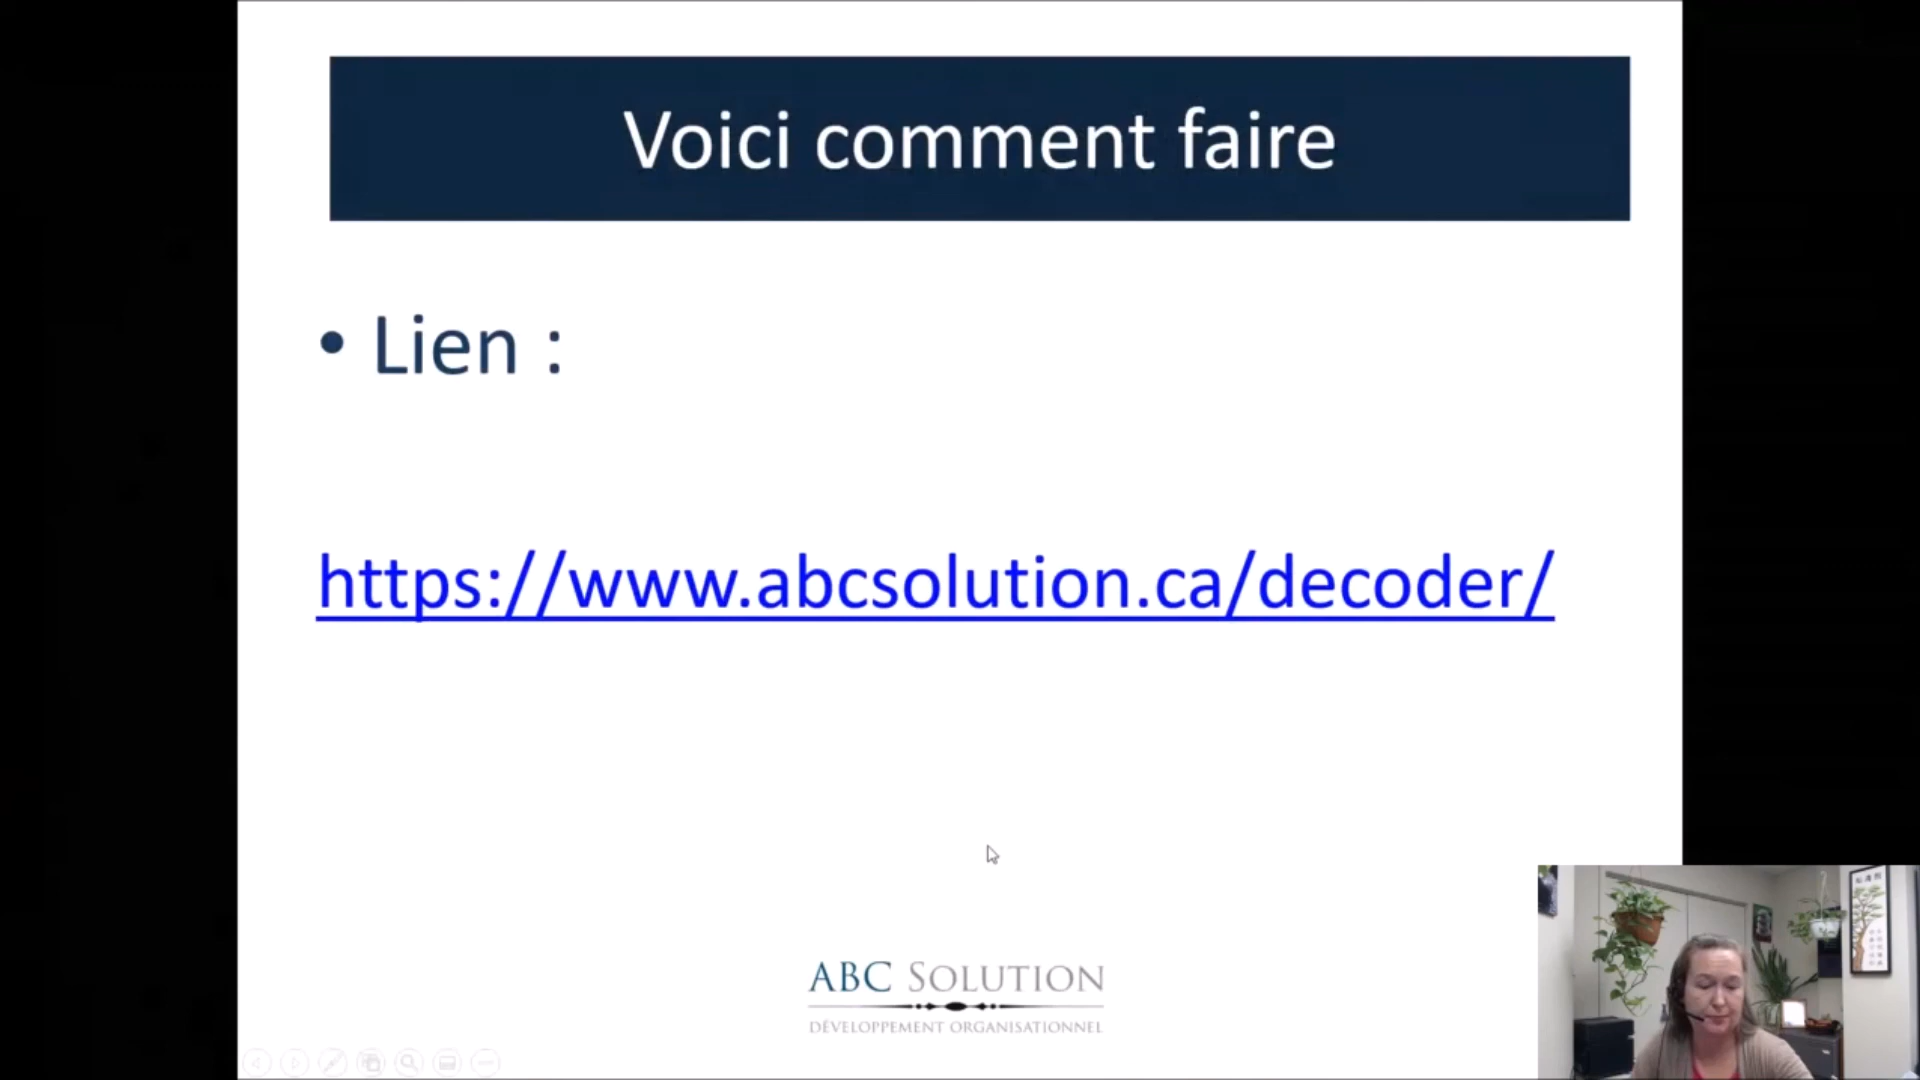 Voici comment faire
• Lien :
https://www.abcsolution.ca/decoder/
ABC SOLUTION
DÉVELOPPEMENT ORGANISATIONNEL